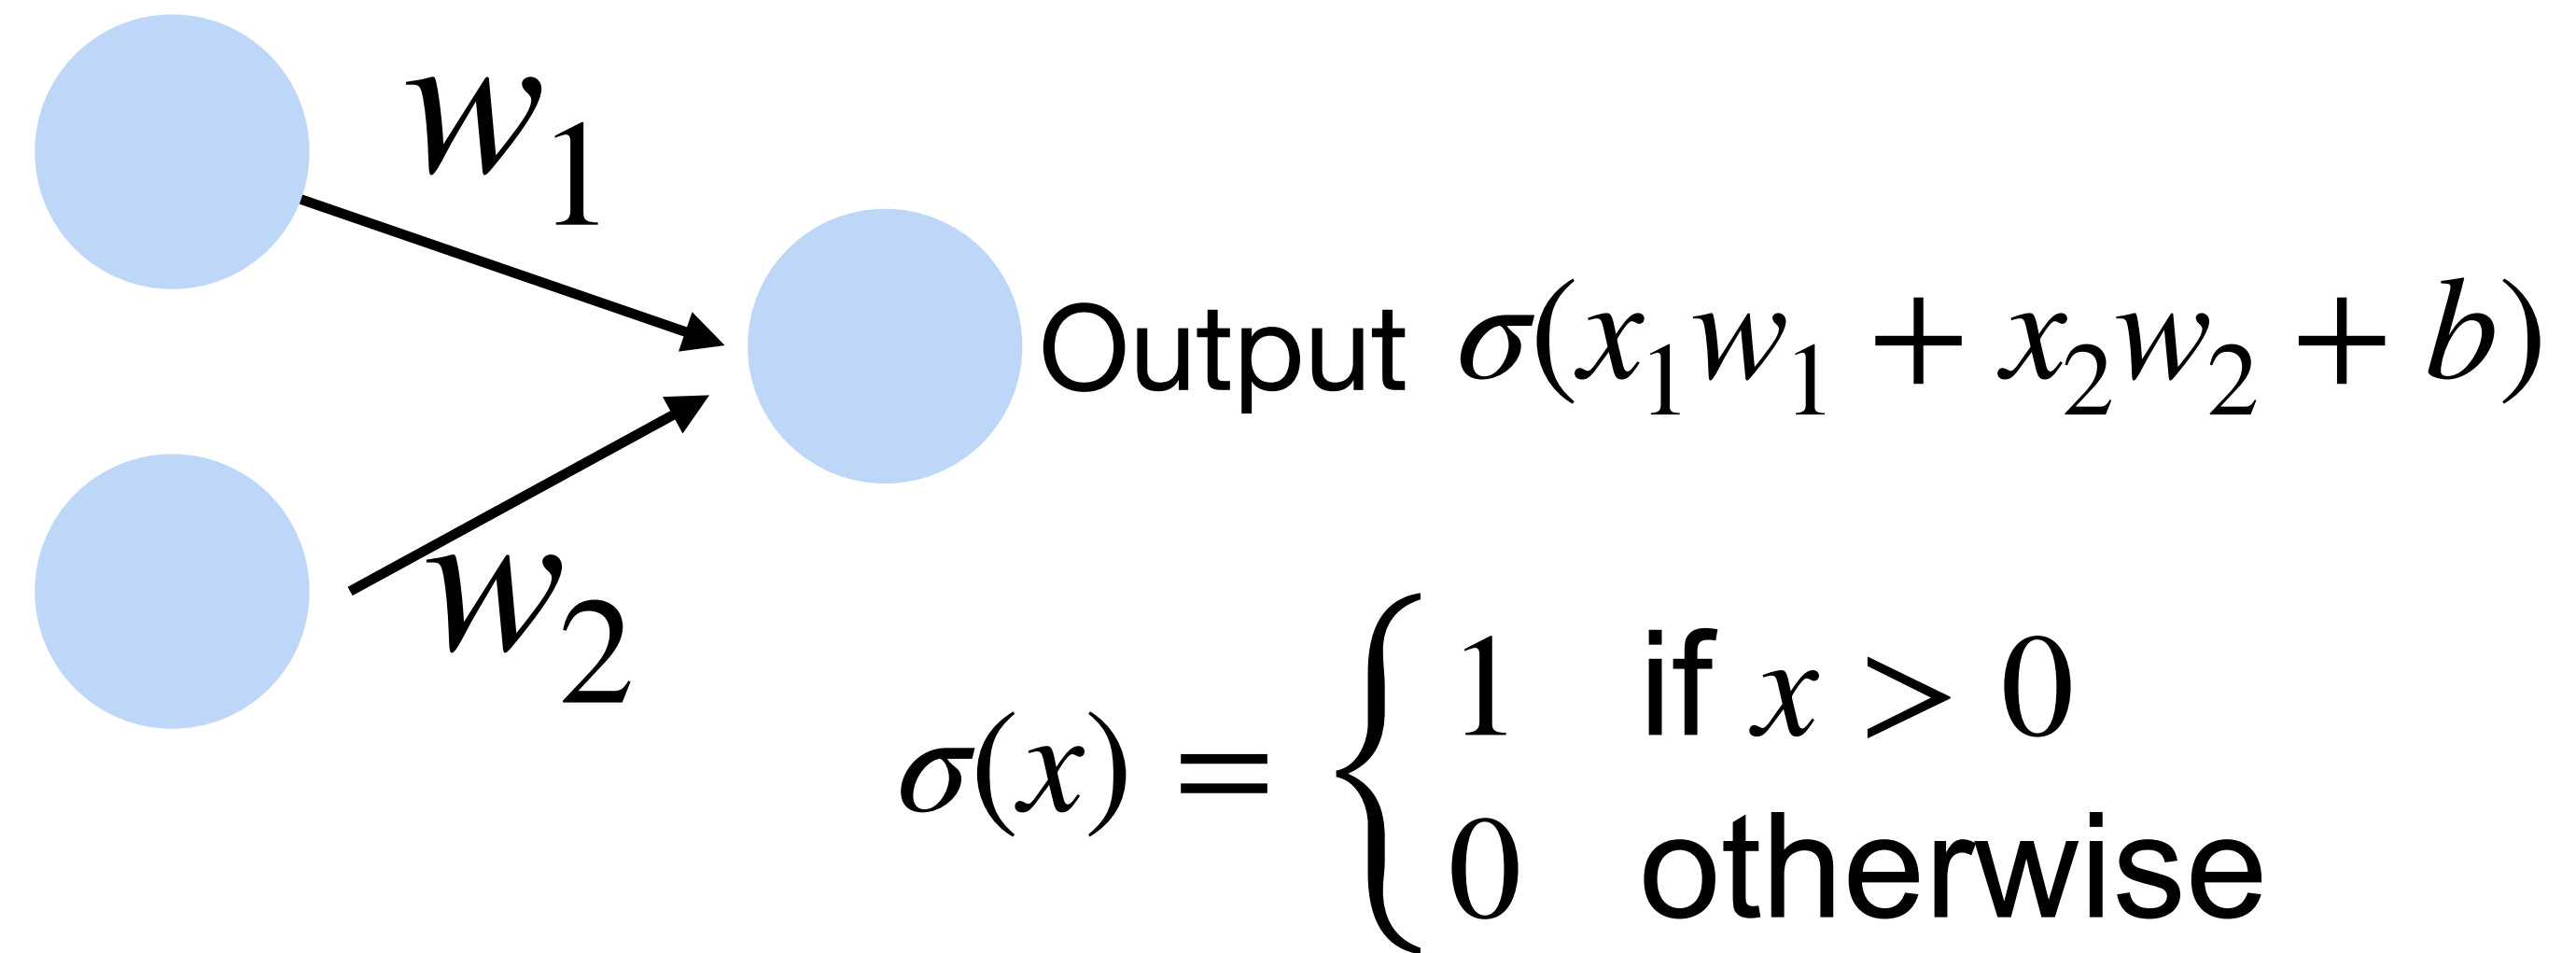 w₁
Output σ(x₁w₁ + x₂w₂ + b)
w₂
σ(x) = { 1 if x > 0
0 otherwise